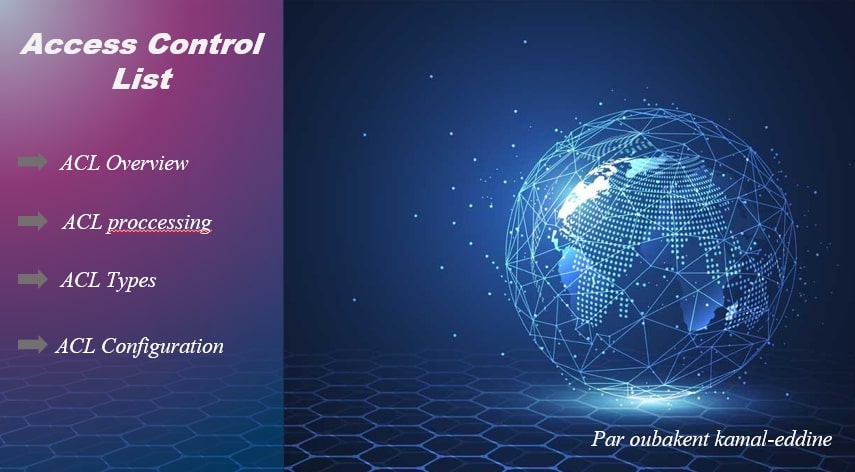 Access Control
List
ACL Overview
ACL proccessing
ACL Types
ACL Configuration
Par oubakent kamal-eddine